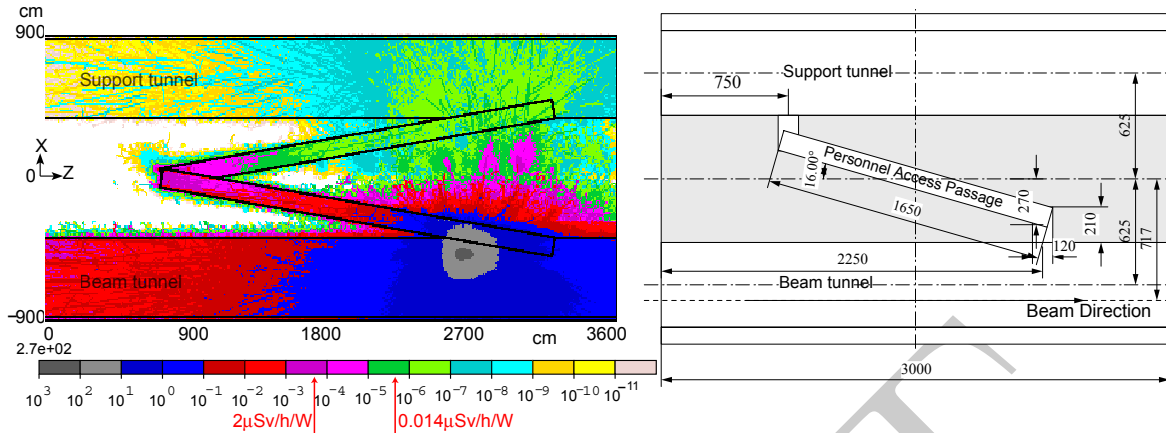 cm
900
Support tunnel
X
0
Z
Beam tunnel
−900
0 900 1800 2700 3600
cm
2.7e+02
10^3 10^2 10^1 10^0 10^-1 10^-2 10^-3 10^-4 10^-5 10^-6 10^-7 10^-8 10^-9 10^-10 10^-11
2μSv/h/W
0.014μSv/h/W
Support tunnel
750
625
Personnel Access Passage
16.00°
1650
270
210
625
717
120
2250
Beam tunnel
Beam Direction
3000
T